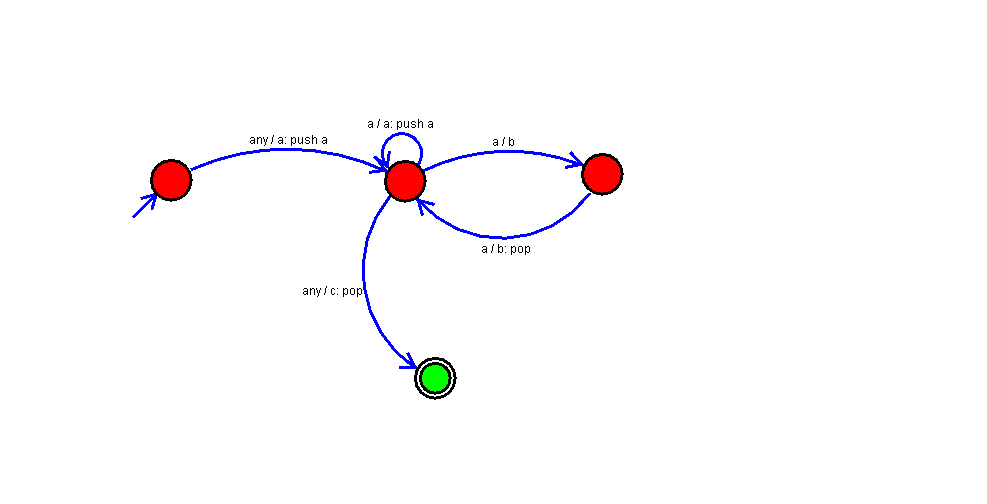 a / a: push a
any / a: push a
a / b
a / b: pop
any / c: pop